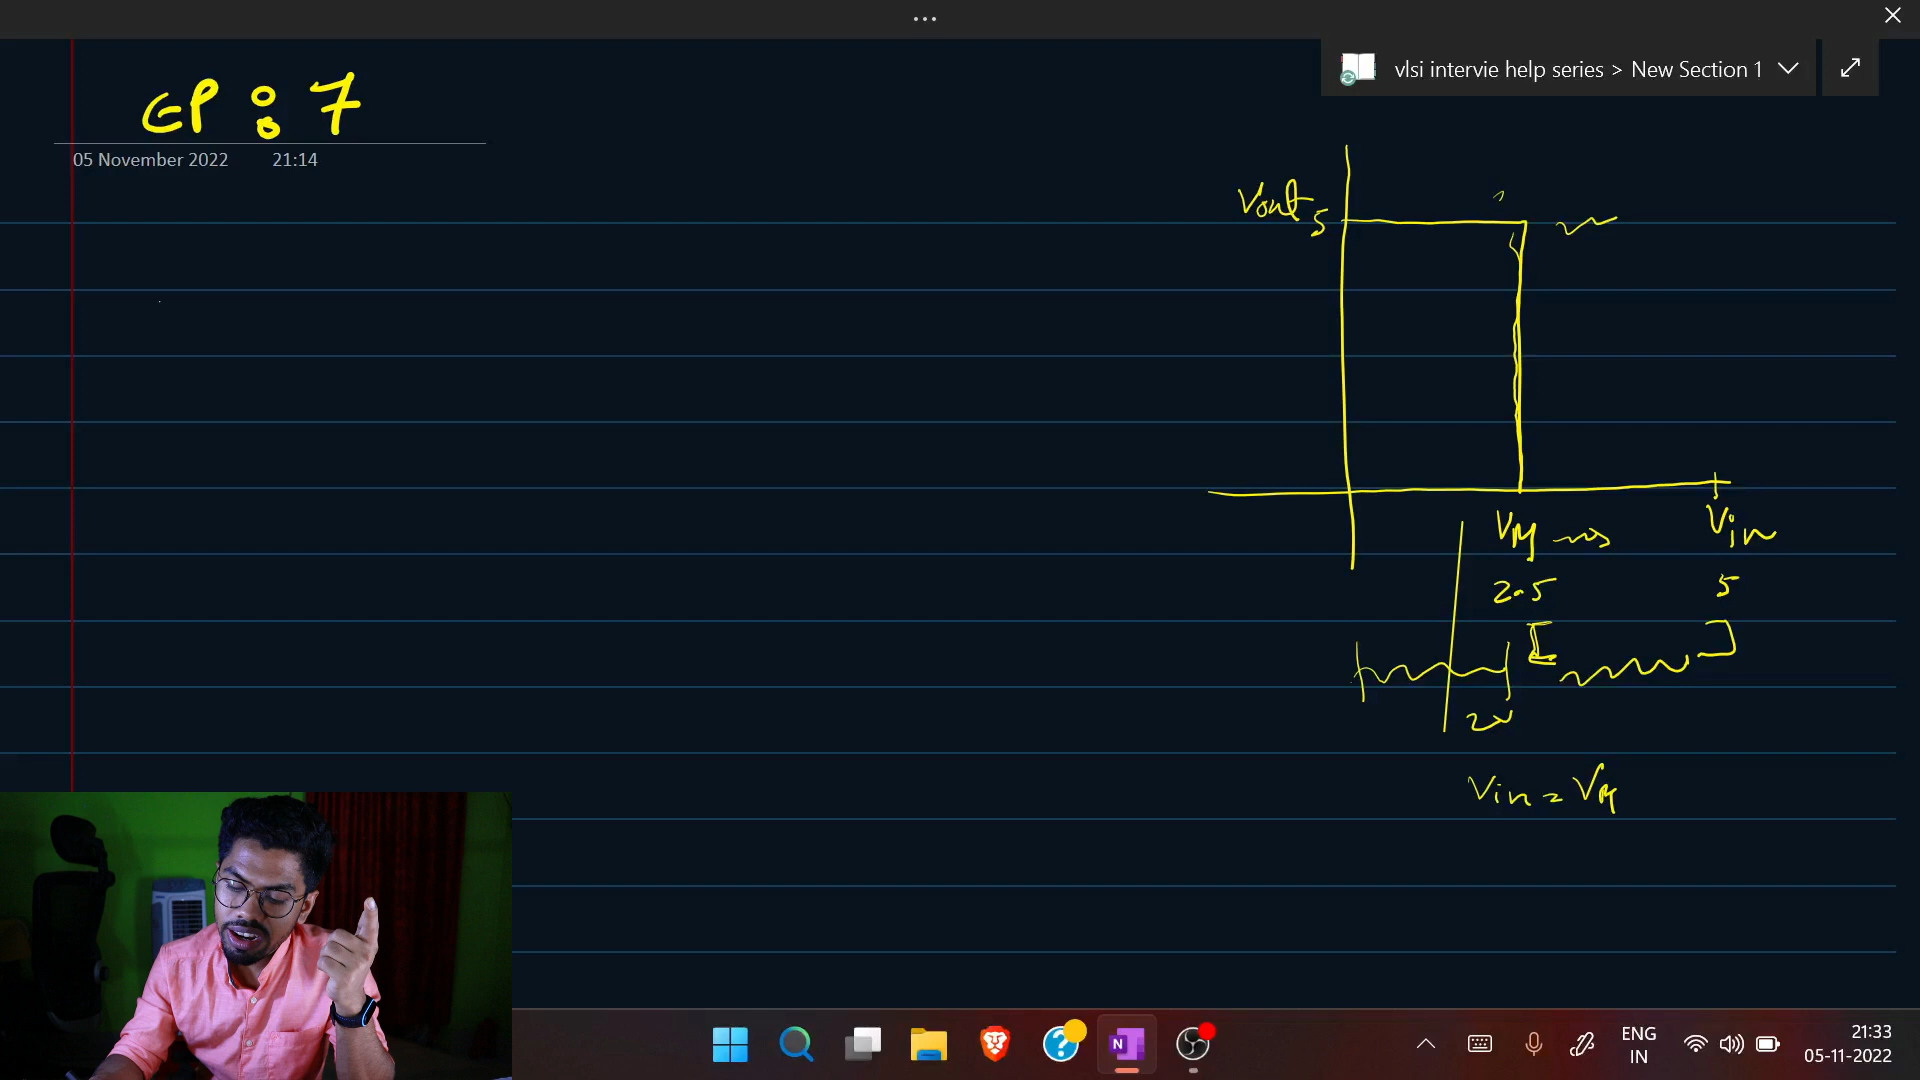 vlsi intervie help series > New Section 1
EP : 7
05 November 2022 21:14
Vout 5
VM Vin
2.5 5
Vin = VM
ENG
IN
21:33
05-11-2022